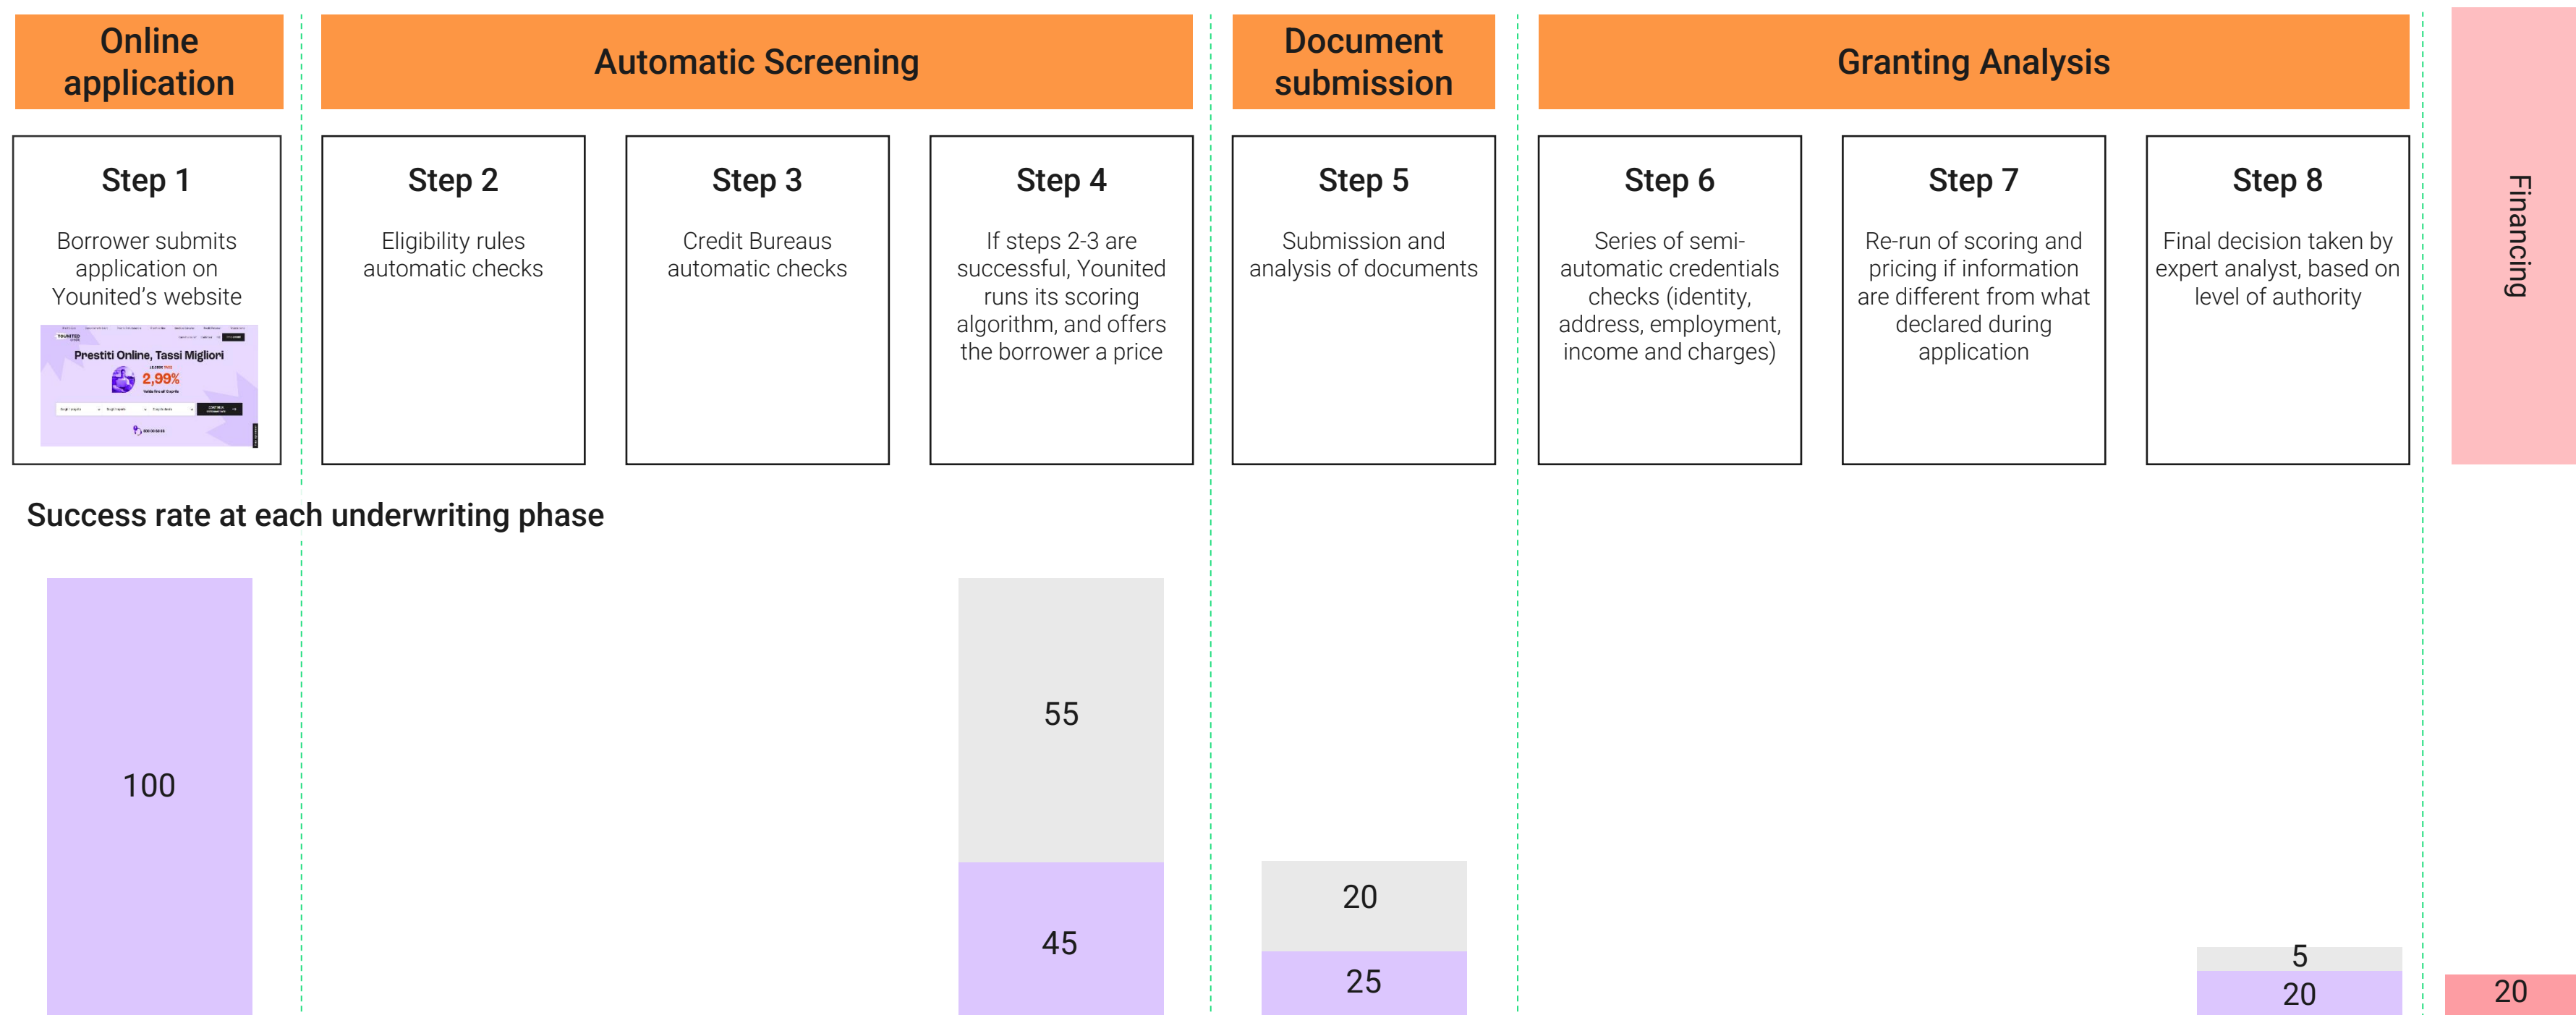 Online
application
Automatic Screening
Document
submission
Granting Analysis
Financing
Step 1
Borrower submits
application on
Younited’s website
YOUNITED
Prestiti Online, Tassi Migliori
2,99%
Step 2
Eligibility rules
automatic checks
Step 3
Credit Bureaus
automatic checks
Step 4
If steps 2-3 are
successful, Younited
runs its scoring
algorithm, and offers
the borrower a price
Step 5
Submission and
analysis of documents
Step 6
Series of semi-
automatic credentials
checks (identity,
address, employment,
income and charges)
Step 7
Re-run of scoring and
pricing if information
are different from what
declared during
application
Step 8
Final decision taken by
expert analyst, based on
level of authority
Success rate at each underwriting phase
100
55
45
20
25
5
20
20